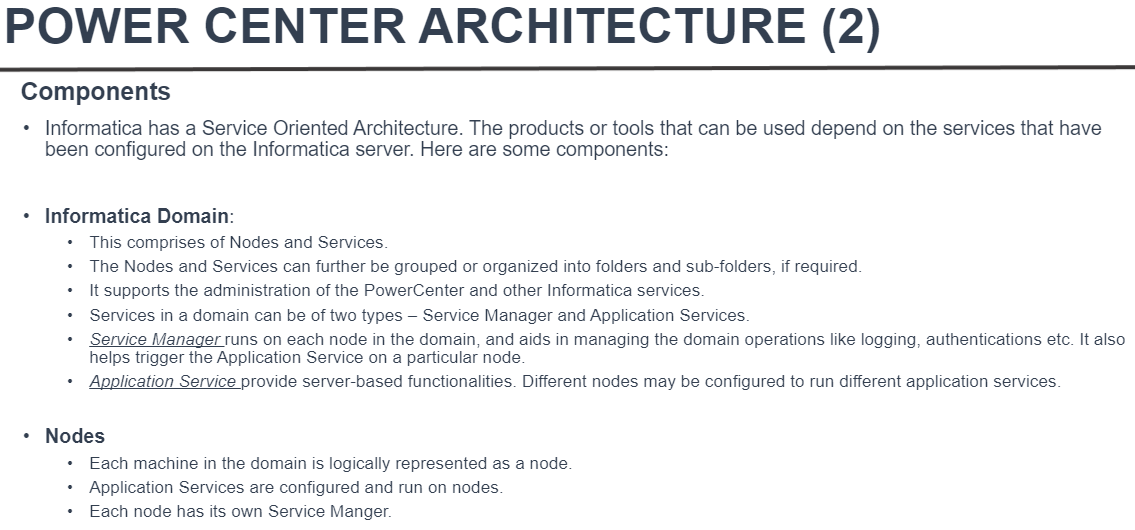 POWER CENTER ARCHITECTURE (2)
Components
• Informatica has a Service Oriented Architecture. The products or tools that can be used depend on the services that have
been configured on the Informatica server. Here are some components:
• Informatica Domain:
• This comprises of Nodes and Services.
• The Nodes and Services can further be grouped or organized into folders and sub-folders, if required.
• It supports the administration of the PowerCenter and other Informatica services.
• Services in a domain can be of two types – Service Manager and Application Services.
• Service Manager runs on each node in the domain, and aids in managing the domain operations like logging, authentications etc. It also
helps trigger the Application Service on a particular node.
• Application Service provide server-based functionalities. Different nodes may be configured to run different application services.
• Nodes
• Each machine in the domain is logically represented as a node.
• Application Services are configured and run on nodes.
• Each node has its own Service Manger.